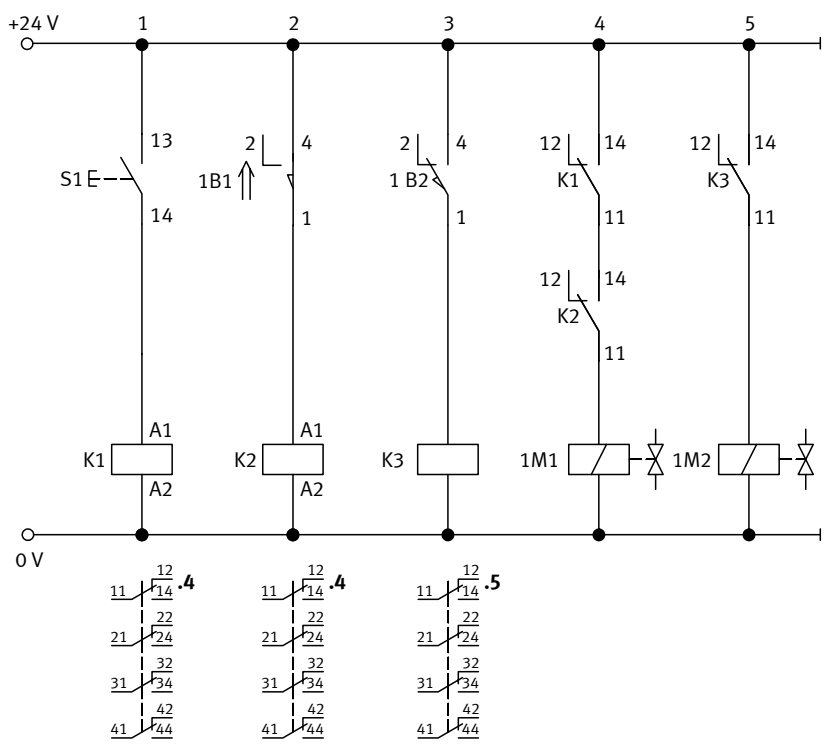 +24 V 1 2 3 4 5
13 2 4 2 4 12 14 12 14
S1 1B1 1 B2 K1 K3
14 1 1 11 11
12 14
K2
11
A1 A1
K1 K2 K3 1M1 1M2
A2 A2
0 V
12 12 12
11 14 .4 11 14 .4 11 14 .5
22 22 22
21 24 21 24 21 24
32 32 32
31 34 31 34 31 34
42 42 42
41 44 41 44 41 44